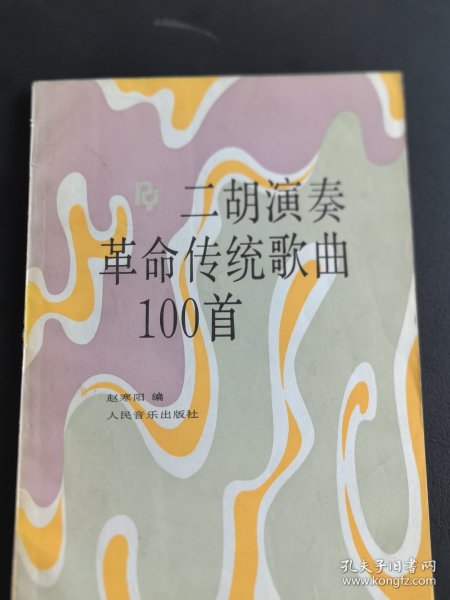 二胡演奏
革命传统歌曲
100首
赵寒阳 编
人民音乐出版社
孔夫子旧书网
www.kongfz.com